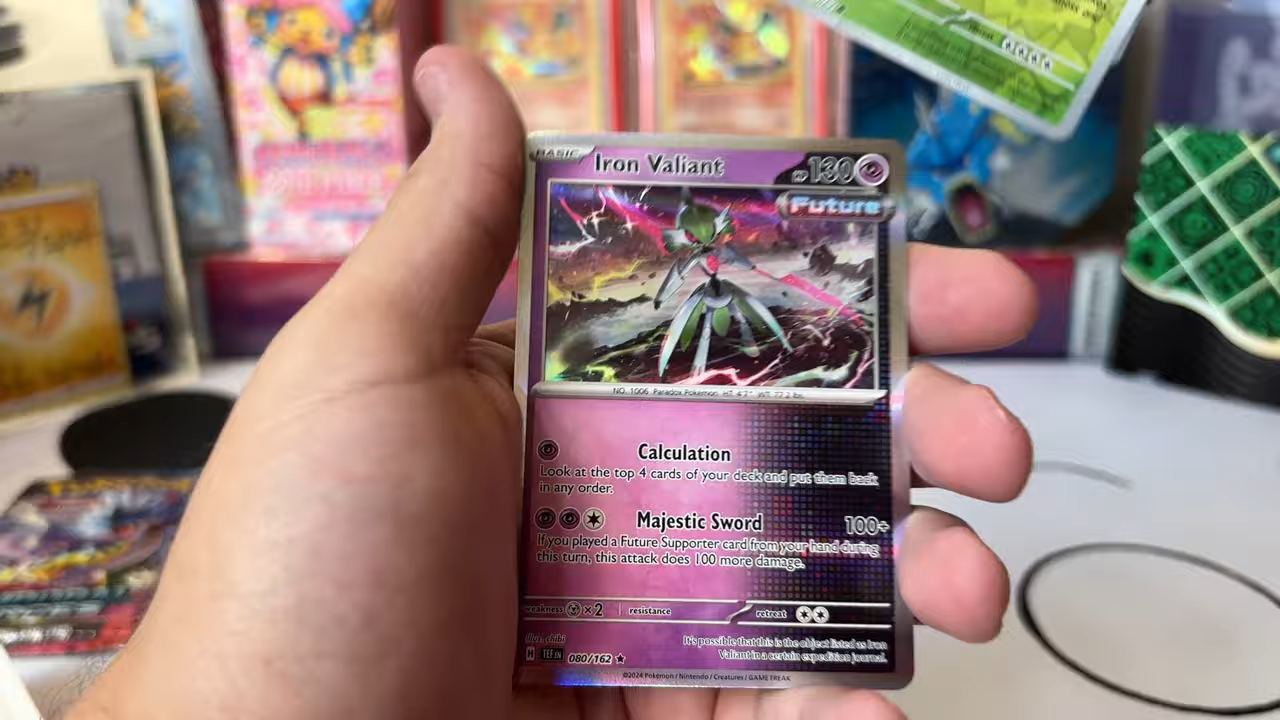 BASIC Iron Valiant HP 130
Future
NO. 1006 Paradox Pokémon HT: 4'7" WT: 77.2 lbs.
Calculation
Look at the top 4 cards of your deck and put them back
in any order.
Majestic Sword 100+
If you played a Future Supporter card from your hand during
this turn, this attack does 100 more damage.
weakness ×2 resistance retreat
Illus. chibi
It's possible that this is the object listed as Iron
Valiant in a certain expedition journal.
H TEF EN 080/162
©2024 Pokémon / Nintendo / Creatures / GAME FREAK